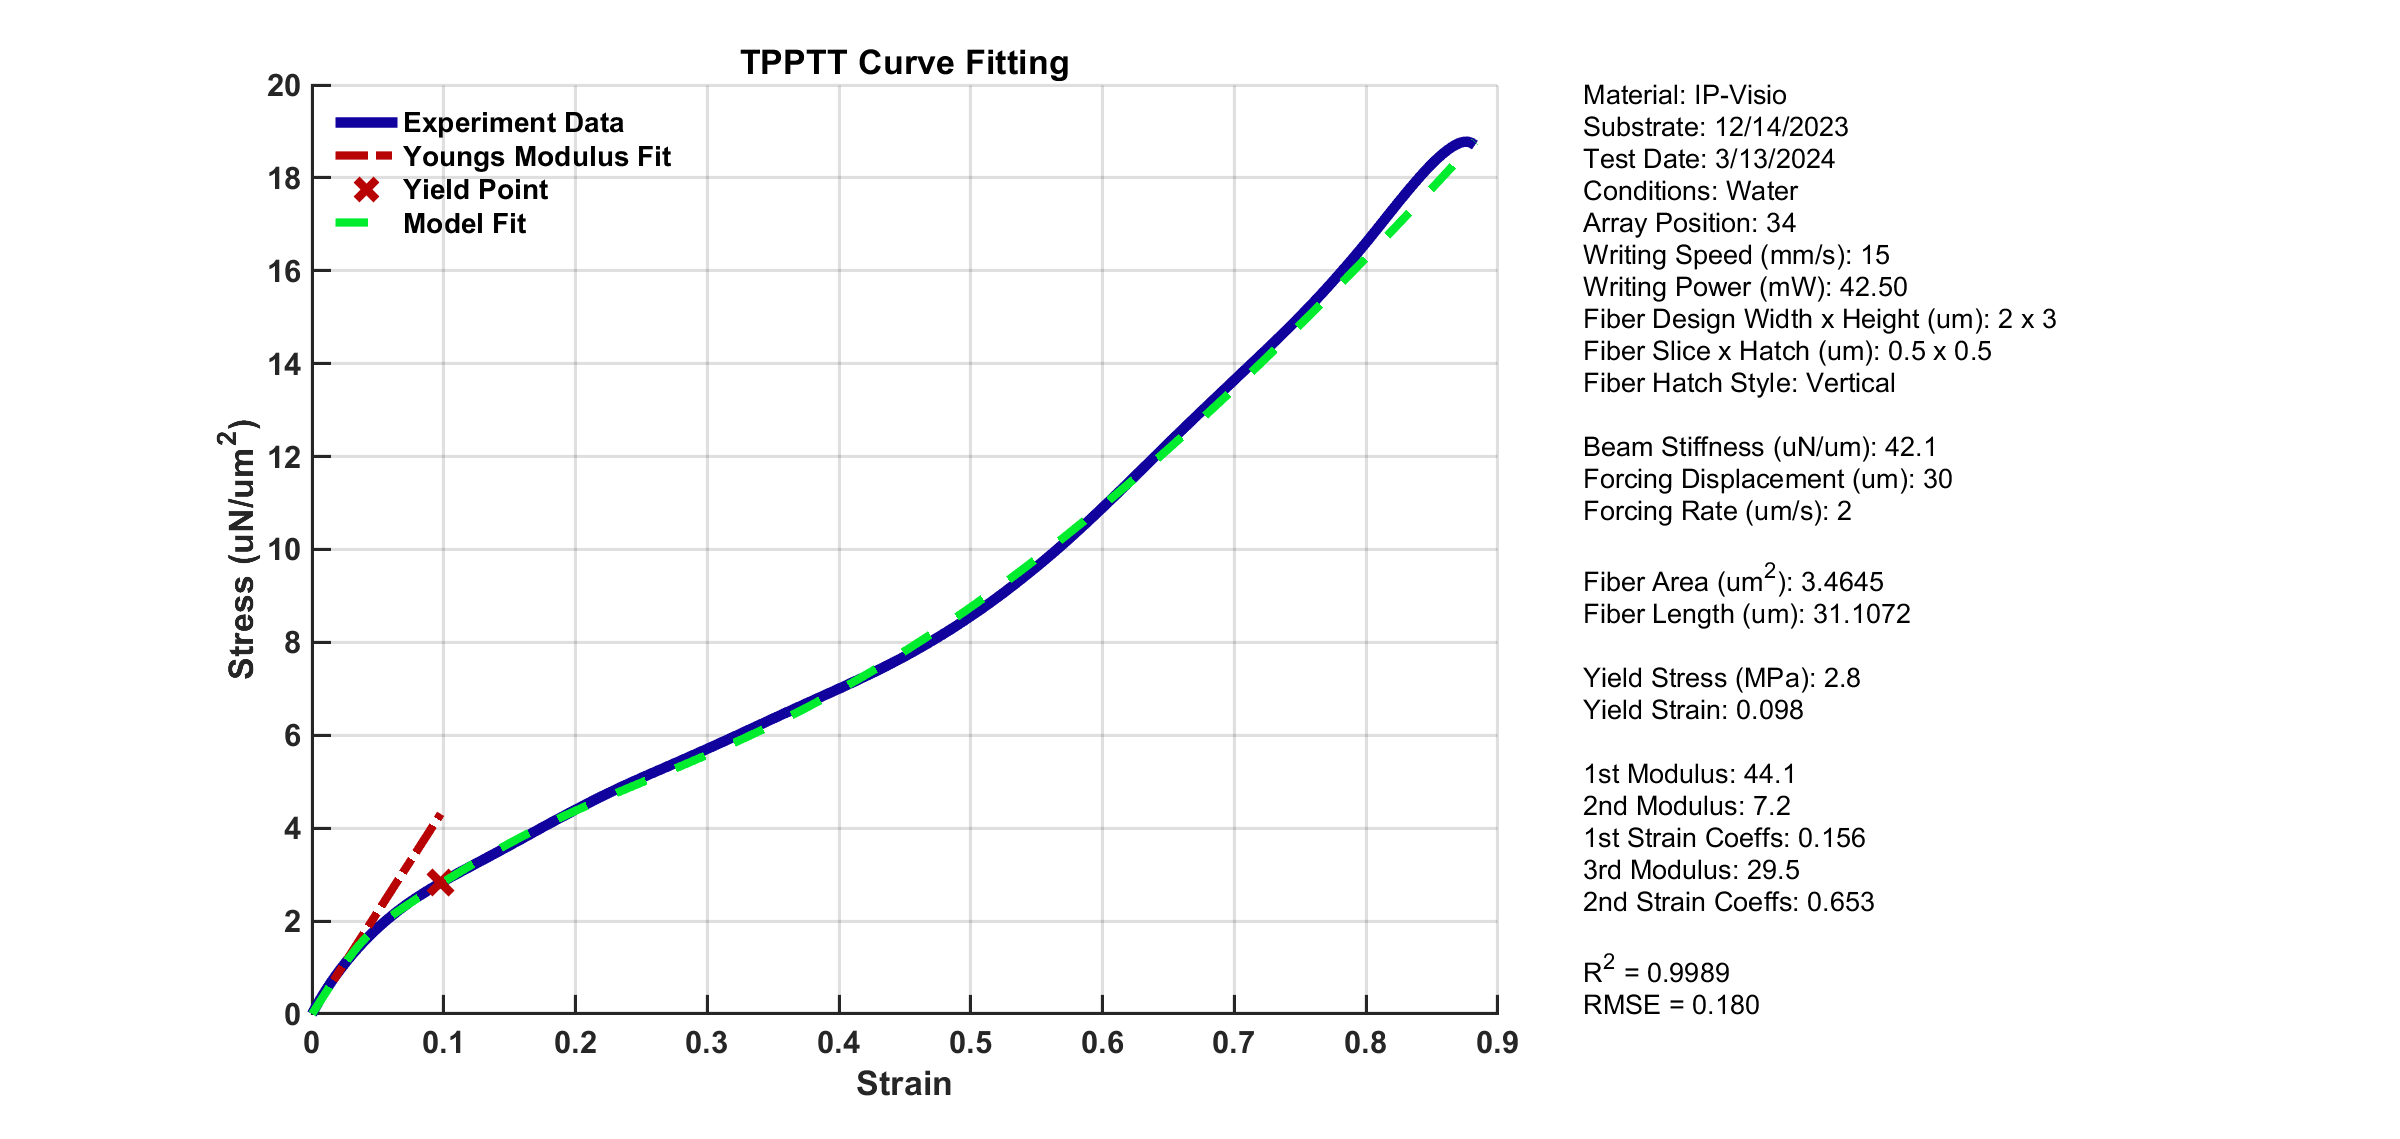 TPPTT Curve Fitting
20
18
16
14
12
10
8
6
4
2
0
Stress (uN/um²)
Experiment Data
Youngs Modulus Fit
Yield Point
Model Fit
0 0.1 0.2 0.3 0.4 0.5 0.6 0.7 0.8 0.9
Strain
Material: IP-Visio
Substrate: 12/14/2023
Test Date: 3/13/2024
Conditions: Water
Array Position: 34
Writing Speed (mm/s): 15
Writing Power (mW): 42.50
Fiber Design Width x Height (um): 2 x 3
Fiber Slice x Hatch (um): 0.5 x 0.5
Fiber Hatch Style: Vertical
Beam Stiffness (uN/um): 42.1
Forcing Displacement (um): 30
Forcing Rate (um/s): 2
Fiber Area (um²): 3.4645
Fiber Length (um): 31.1072
Yield Stress (MPa): 2.8
Yield Strain: 0.098
1st Modulus: 44.1
2nd Modulus: 7.2
1st Strain Coeffs: 0.156
3rd Modulus: 29.5
2nd Strain Coeffs: 0.653
R² = 0.9989
RMSE = 0.180